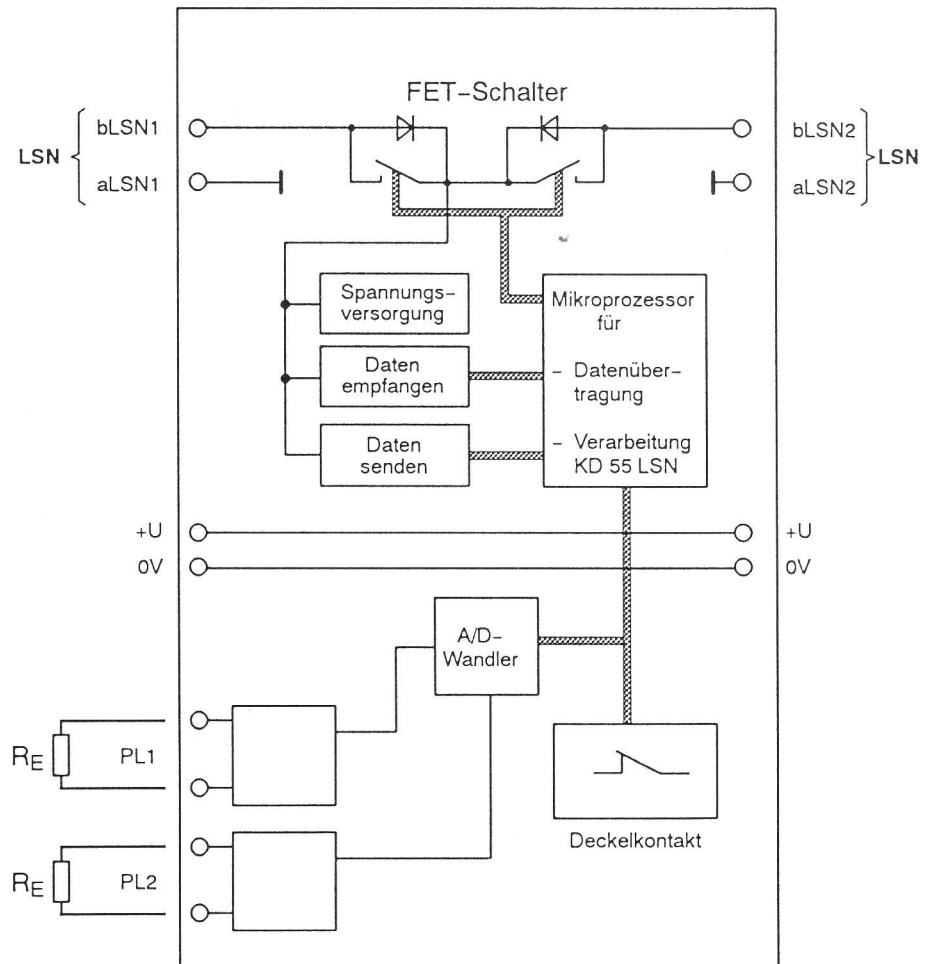 FET-Schalter
LSN
bLSN1
aLSN1
bLSN2
aLSN2
LSN
Spannungs-
versorgung
Daten
empfangen
Daten
senden
Mikroprozessor
für
- Datenüber-
tragung
- Verarbeitung
KD 55 LSN
+U
+U
0V
0V
A/D-
Wandler
RE
PL1
Deckelkontakt
RE
PL2